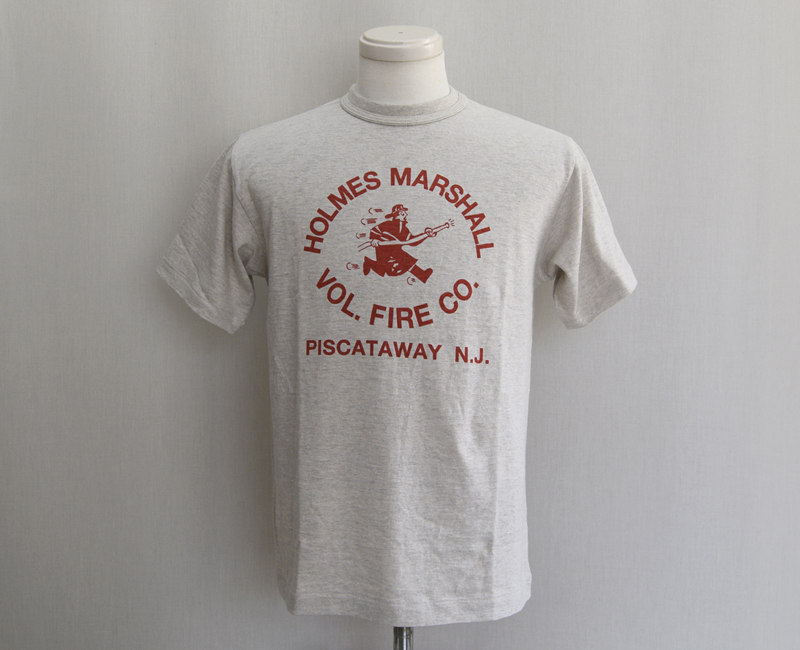 HOLMES MARSHALL
VOL. FIRE CO.
PISCATAWAY N.J.